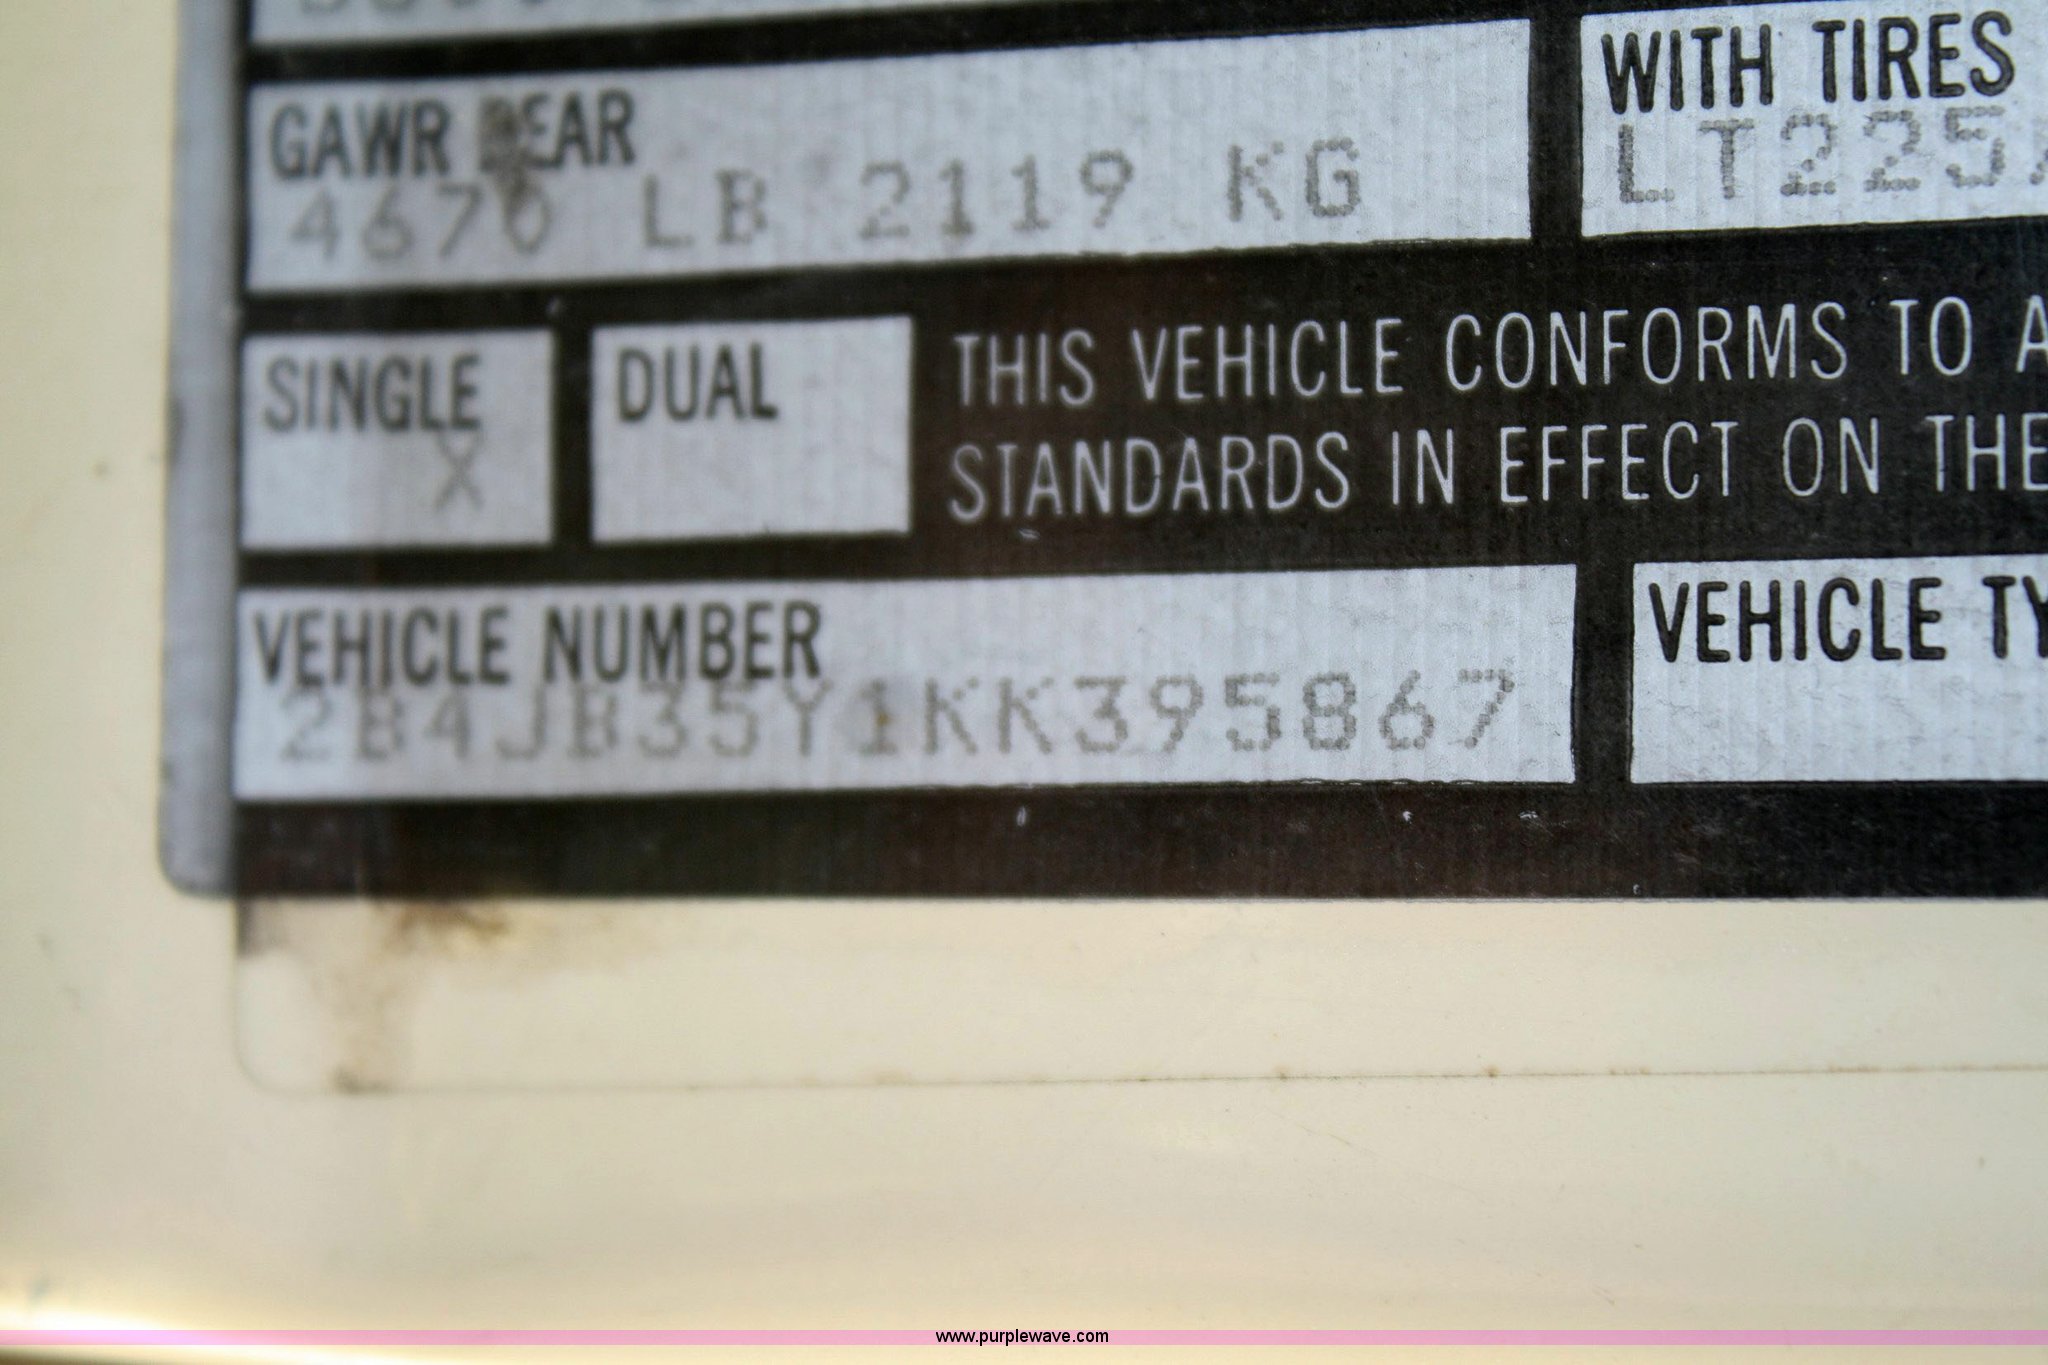 GAWR REAR
4670 LB 2119 KG
WITH TIRES
LT225/
SINGLE
X
DUAL
THIS VEHICLE CONFORMS TO A
STANDARDS IN EFFECT ON THE
VEHICLE NUMBER
2B4JB35Y1KK395867
VEHICLE TY
www.purplewave.com